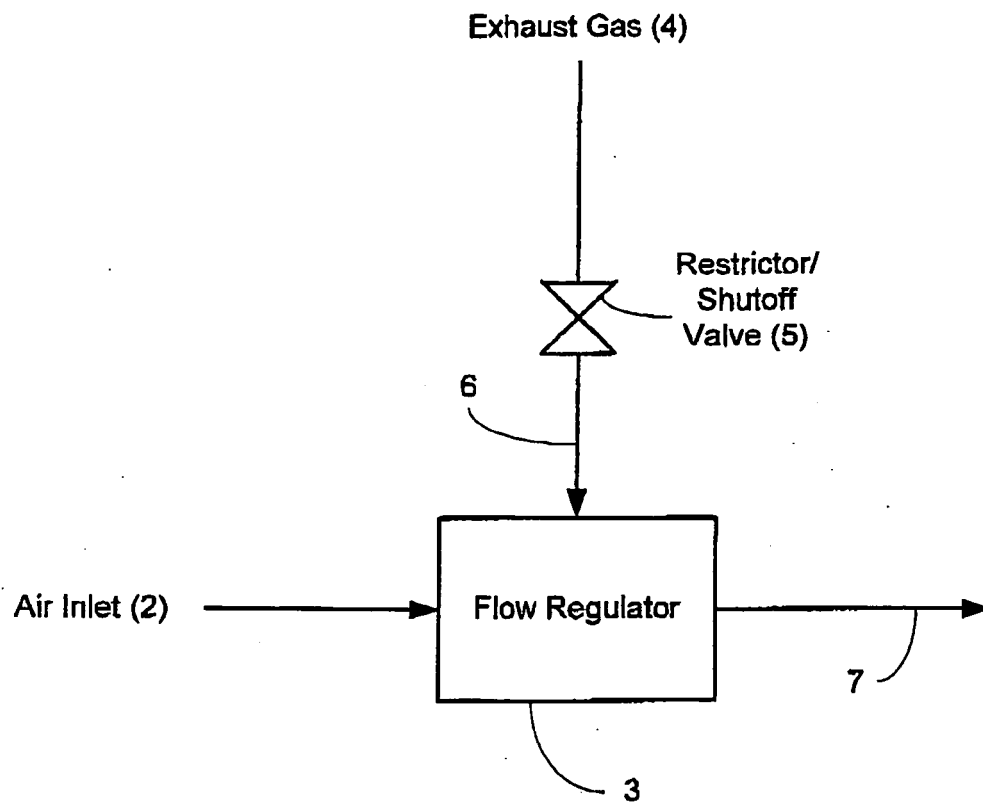 Exhaust Gas (4)
Restrictor/
Shutoff
Valve (5)
6
Air Inlet (2)
Flow Regulator
7
3